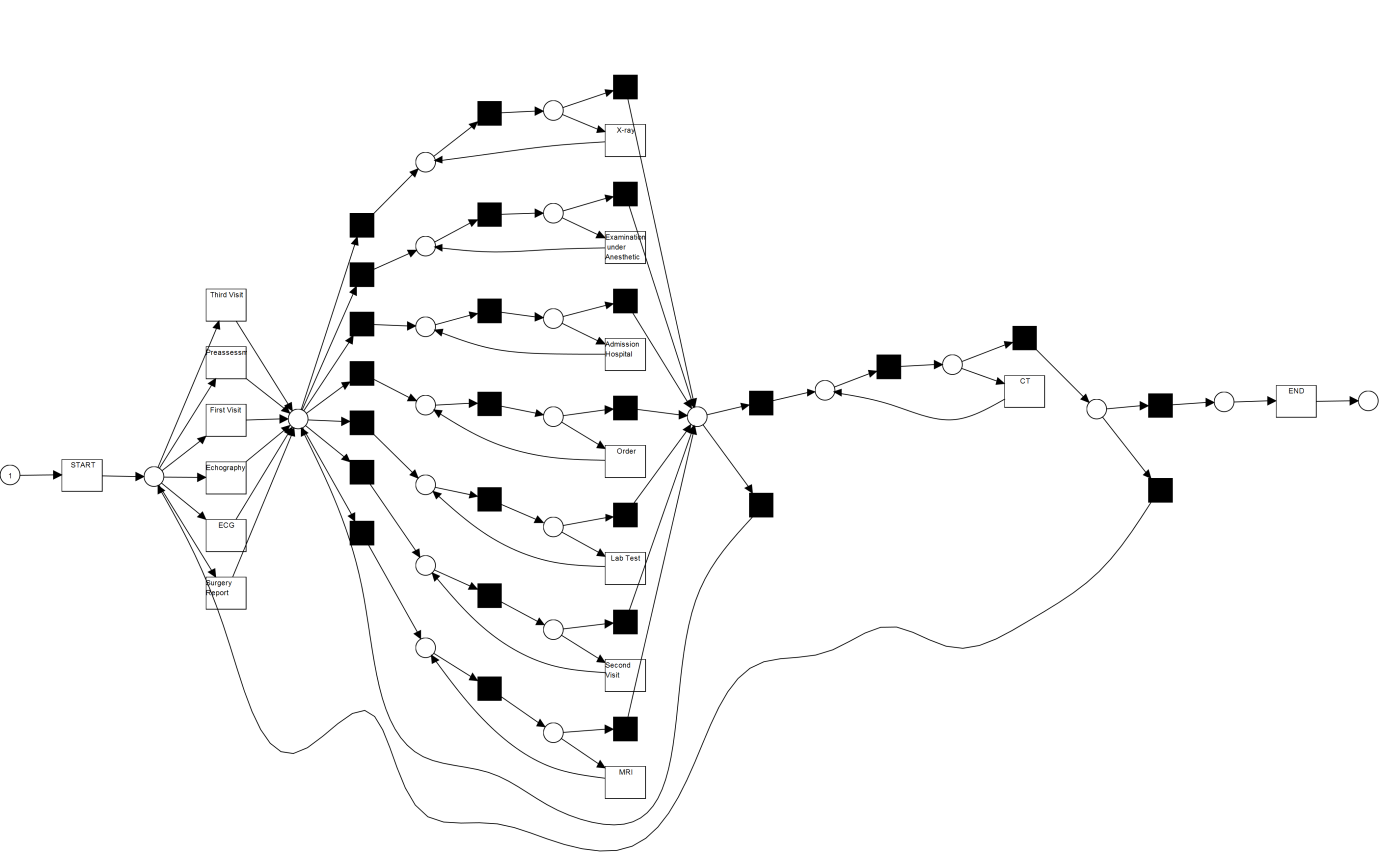 X-ray
Examination
under
Anesthetic
Third Visit
Admission
Hospital
Preassessm
CT
END
First Visit
Order
START
1
Echography
ECG
Lab Test
Surgery
Report
Second
Visit
MRI